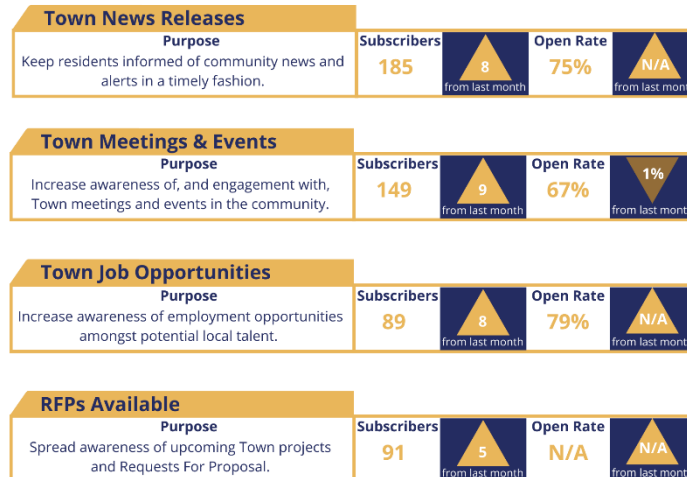 Town News Releases
Purpose
Keep residents informed of community news and
alerts in a timely fashion.
Subscribers
185
8
from last month
Open Rate
75%
N/A
from last month
Town Meetings & Events
Purpose
Increase awareness of, and engagement with,
Town meetings and events in the community.
Subscribers
149
9
from last month
Open Rate
67%
1%
from last month
Town Job Opportunities
Purpose
Increase awareness of employment opportunities
amongst potential local talent.
Subscribers
89
8
from last month
Open Rate
79%
N/A
from last month
RFPs Available
Purpose
Spread awareness of upcoming Town projects
and Requests For Proposal.
Subscribers
91
5
from last month
Open Rate
N/A
N/A
from last month